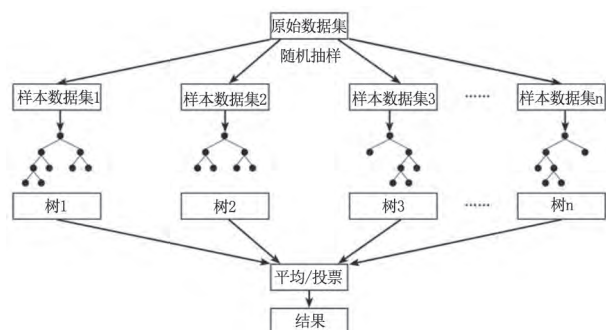 原始数据集
随机抽样
样本数据集1 样本数据集2 样本数据集3 …… 样本数据集n
树1 树2 树3 …… 树n
平均/投票
结果